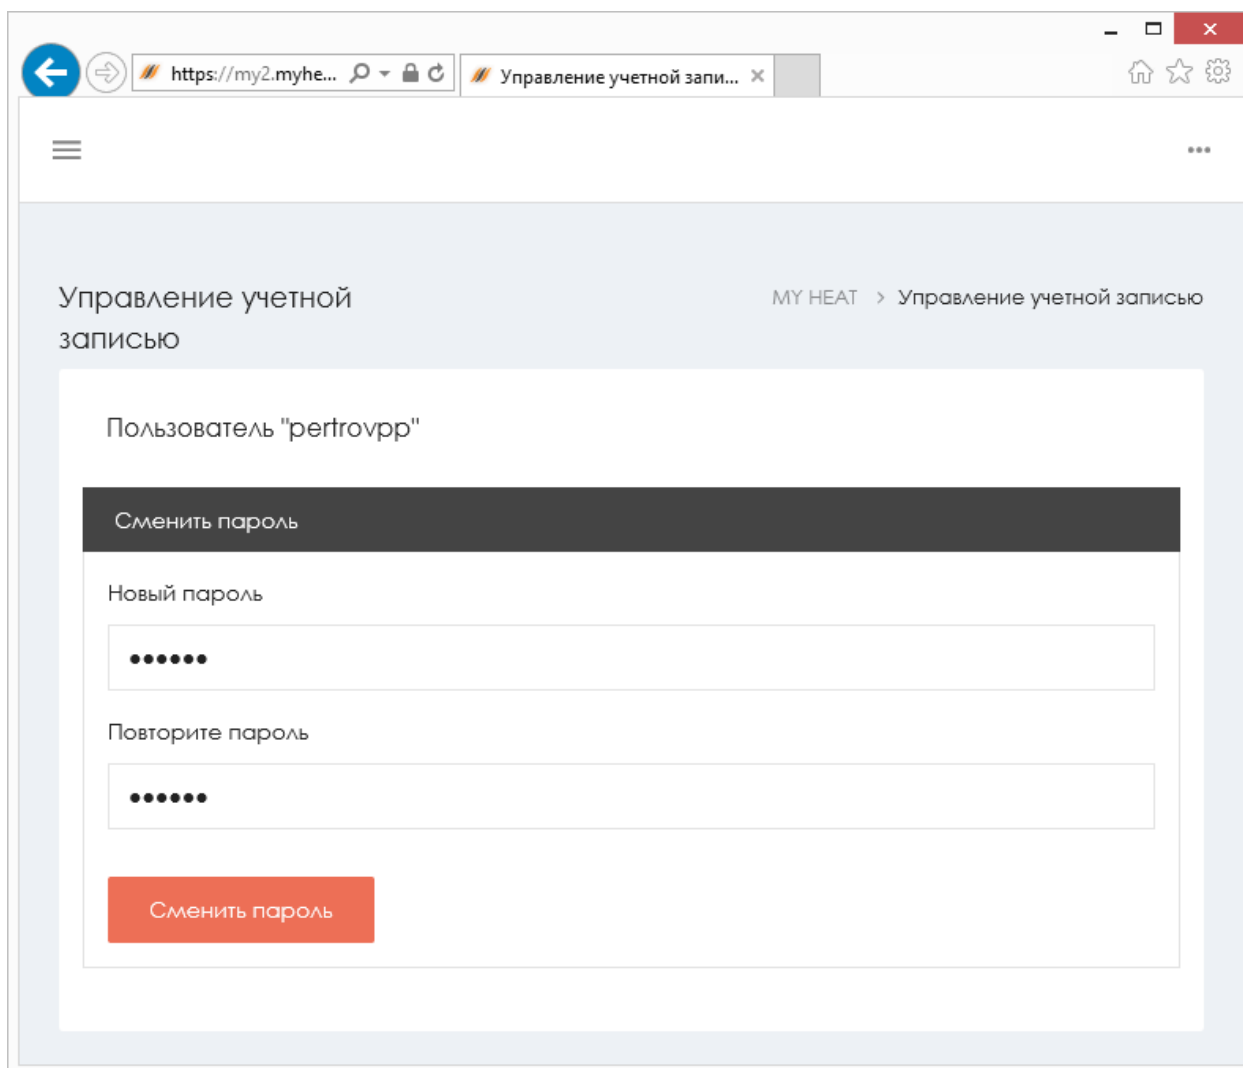 https://my2.myhe...
Управление учетной запи...
Управление учетной
записью
MY HEAT > Управление учетной записью
Пользователь "pertrovpp"
Сменить пароль
Новый пароль
••••••
Повторите пароль
••••••
Сменить пароль